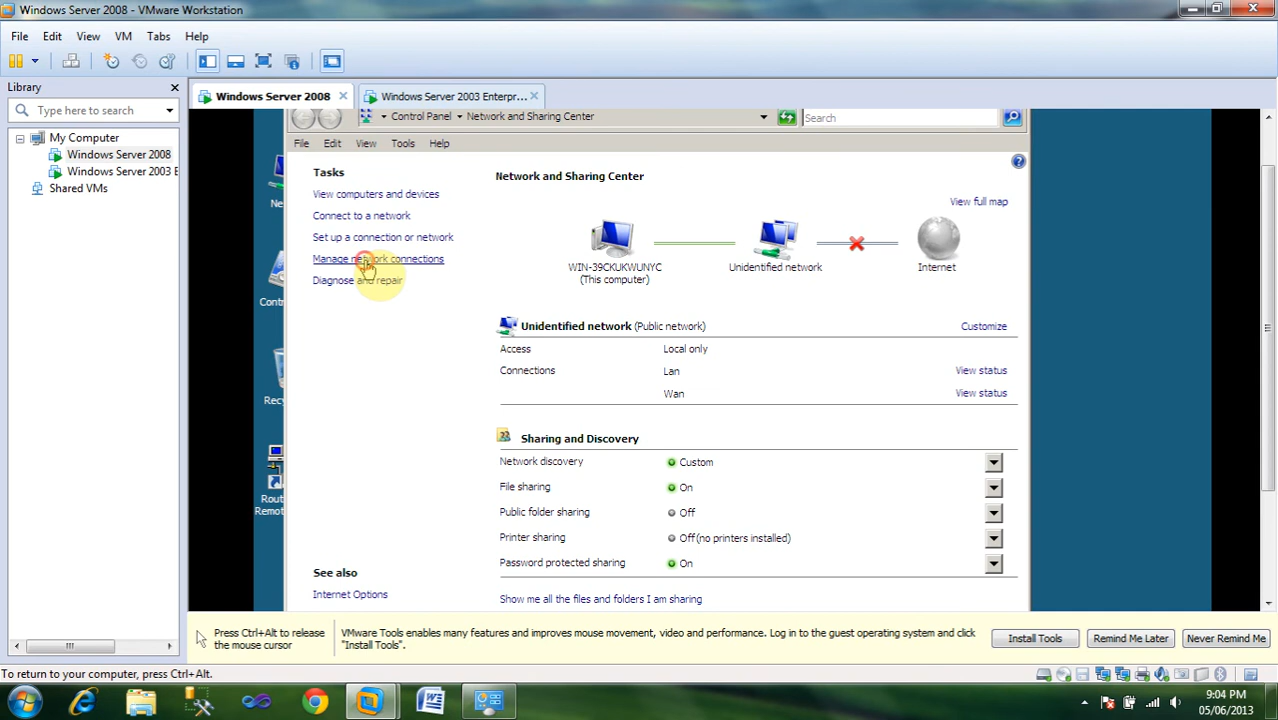 Windows Server 2008 - VMware Workstation
File Edit View VM Tabs Help
Library
Type here to search
My Computer
Windows Server 2008
Windows Server 2003 E
Shared VMs
Windows Server 2008
Windows Server 2003 Enterpr...
Control Panel Network and Sharing Center
Search
File Edit View Tools Help
Tasks
View computers and devices
Connect to a network
Set up a connection or network
Manage network connections
Diagnose and repair
See also
Internet Options
Network and Sharing Center
View full map
WIN-39CKUKWUNYC
(This computer)
Unidentified network
Internet
Unidentified network (Public network)
Customize
Access Local only
Connections Lan View status
Wan View status
Sharing and Discovery
Network discovery Custom
File sharing On
Public folder sharing Off
Printer sharing Off (no printers installed)
Password protected sharing On
Show me all the files and folders I am sharing
Net
Contro
Recy
Rout
Remot
Press Ctrl+Alt to release
the mouse cursor
VMware Tools enables many features and improves mouse movement, video and performance. Log in to the guest operating system and click
"Install Tools".
Install Tools
Remind Me Later
Never Remind Me
To return to your computer, press Ctrl+Alt.
9:04 PM
05/06/2013